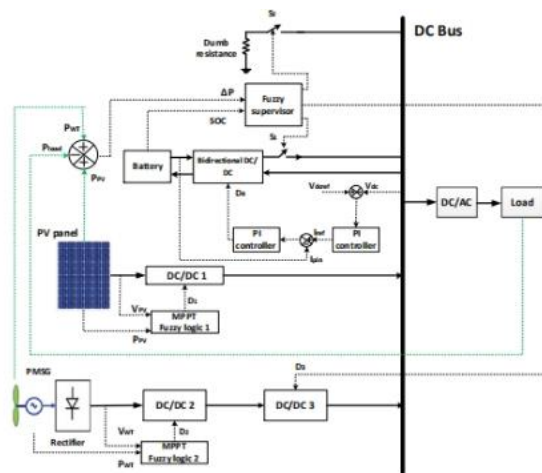 S₂
DC Bus
Dumb
resistance
ΔP
Fuzzy
supervisor
SOC
P_WT
P_load
P_PV
S₁
Battery
Bidirectional DC/
DC
V_dcref
V_dc
D₄
DC/AC
Load
PI
controller
I_ref
PI
controller
PV panel
DC/DC 1
D₁
V_PV
MPPT
Fuzzy logic 1
P_PV
PMSG
D₃
DC/DC 2
DC/DC 3
Rectifier
V_WT
D₂
MPPT
Fuzzy logic 2
P_WT